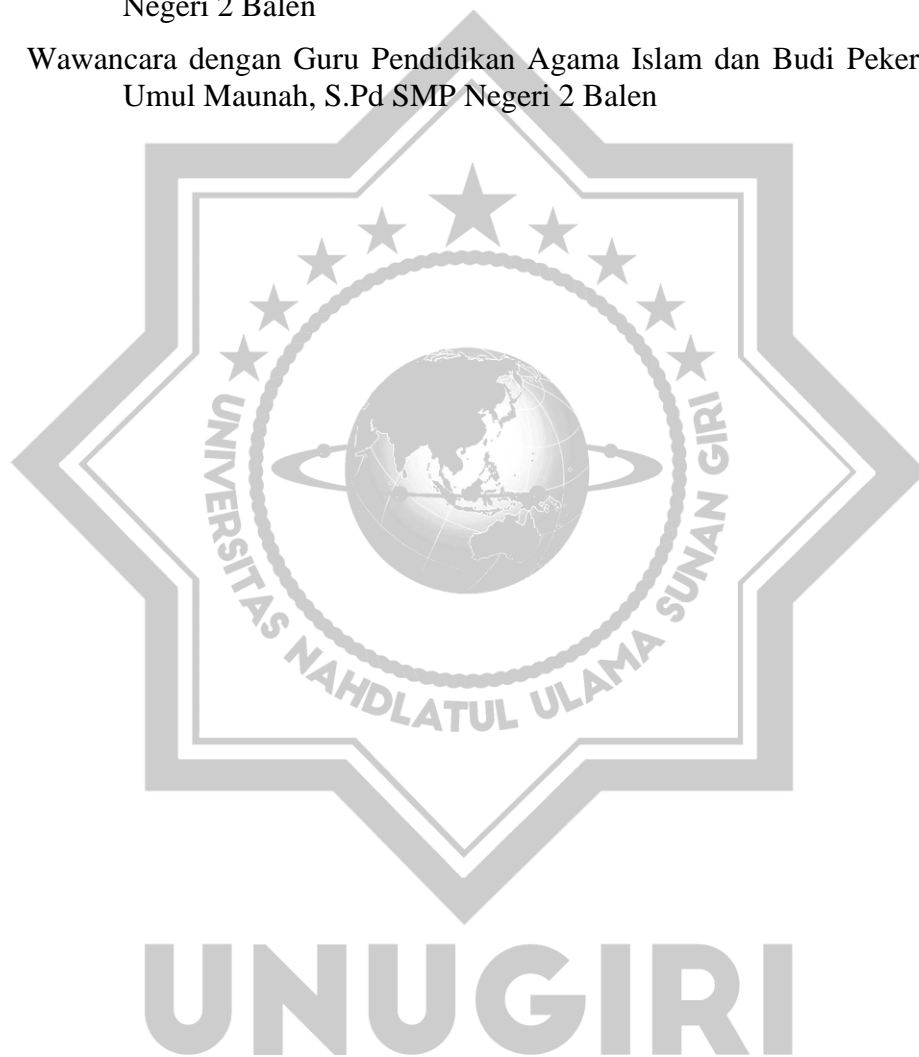 Negeri 2 Balen
Wawancara dengan Guru Pendidikan Agama Islam dan Budi Peker
Umul Maunah, S.Pd SMP Negeri 2 Balen
UNIVERSITAS NAHDLATUL ULAMA SUNAN GIRI
UNUGIRI